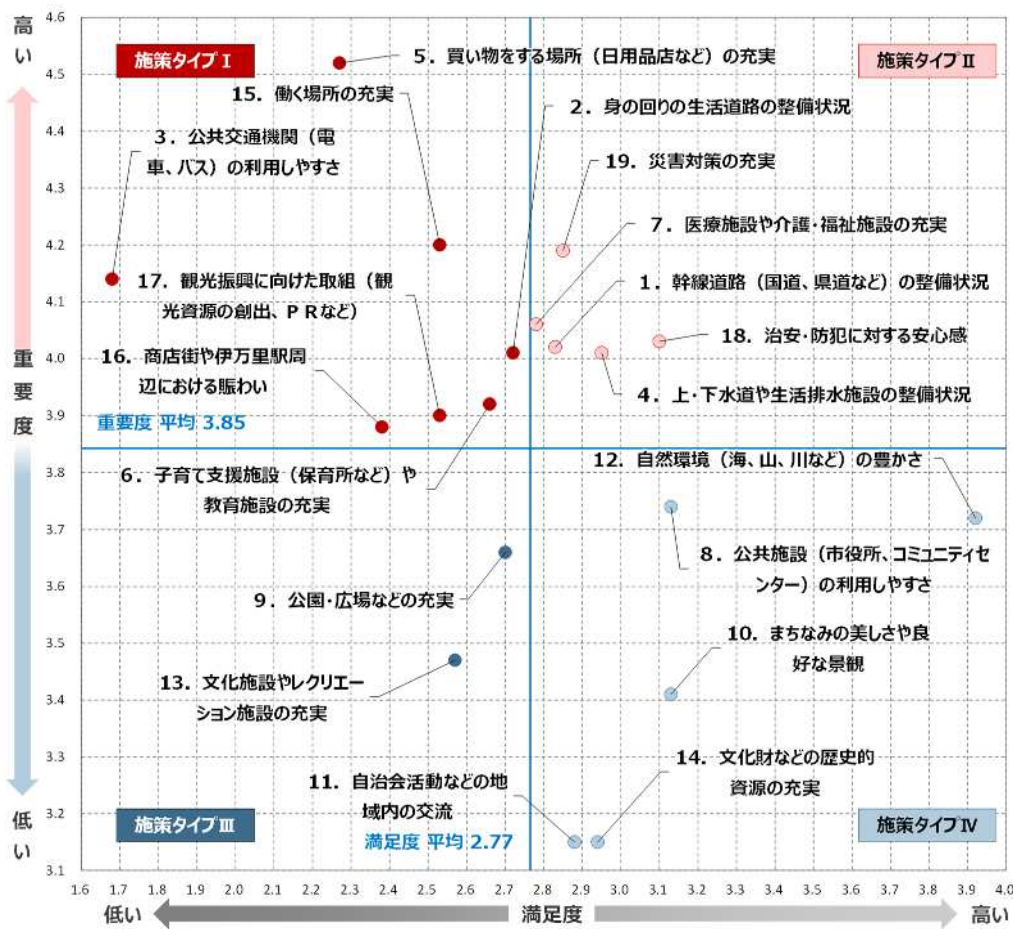 高い
重要度
低い
4.6
4.5
4.4
4.3
4.2
4.1
4.0
3.9
3.8
3.7
3.6
3.5
3.4
3.3
3.2
3.1
施策タイプⅠ
施策タイプⅡ
5．買い物をする場所（日用品店など）の充実
15．働く場所の充実
2．身の回りの生活道路の整備状況
3．公共交通機関（電
車、バス）の利用しやすさ
19．災害対策の充実
7．医療施設や介護・福祉施設の充実
17．観光振興に向けた取組（観
光資源の創出、ＰＲなど）
1．幹線道路（国道、県道など）の整備状況
18．治安・防犯に対する安心感
16．商店街や伊万里駅周
辺における賑わい
4．上・下水道や生活排水施設の整備状況
重要度 平均 3.85
12．自然環境（海、山、川など）の豊かさ
6．子育て支援施設（保育所など）や
教育施設の充実
8．公共施設（市役所、コミュニティセ
ンター）の利用しやすさ
9．公園・広場などの充実
10．まちなみの美しさや良
好な景観
13．文化施設やレクリエー
ション施設の充実
14．文化財などの歴史的
資源の充実
11．自治会活動などの地
域内の交流
施策タイプⅢ
満足度 平均 2.77
施策タイプⅣ
1.6 1.7 1.8 1.9 2.0 2.1 2.2 2.3 2.4 2.5 2.6 2.7 2.8 2.9 3.0 3.1 3.2 3.3 3.4 3.5 3.6 3.7 3.8 3.9 4.0
低い 満足度 高い